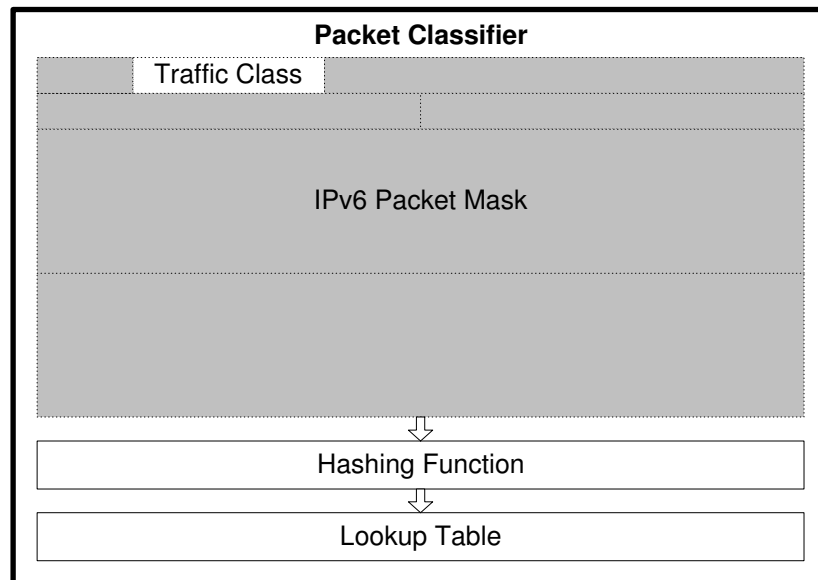 Packet Classifier
Traffic Class
IPv6 Packet Mask
Hashing Function
Lookup Table